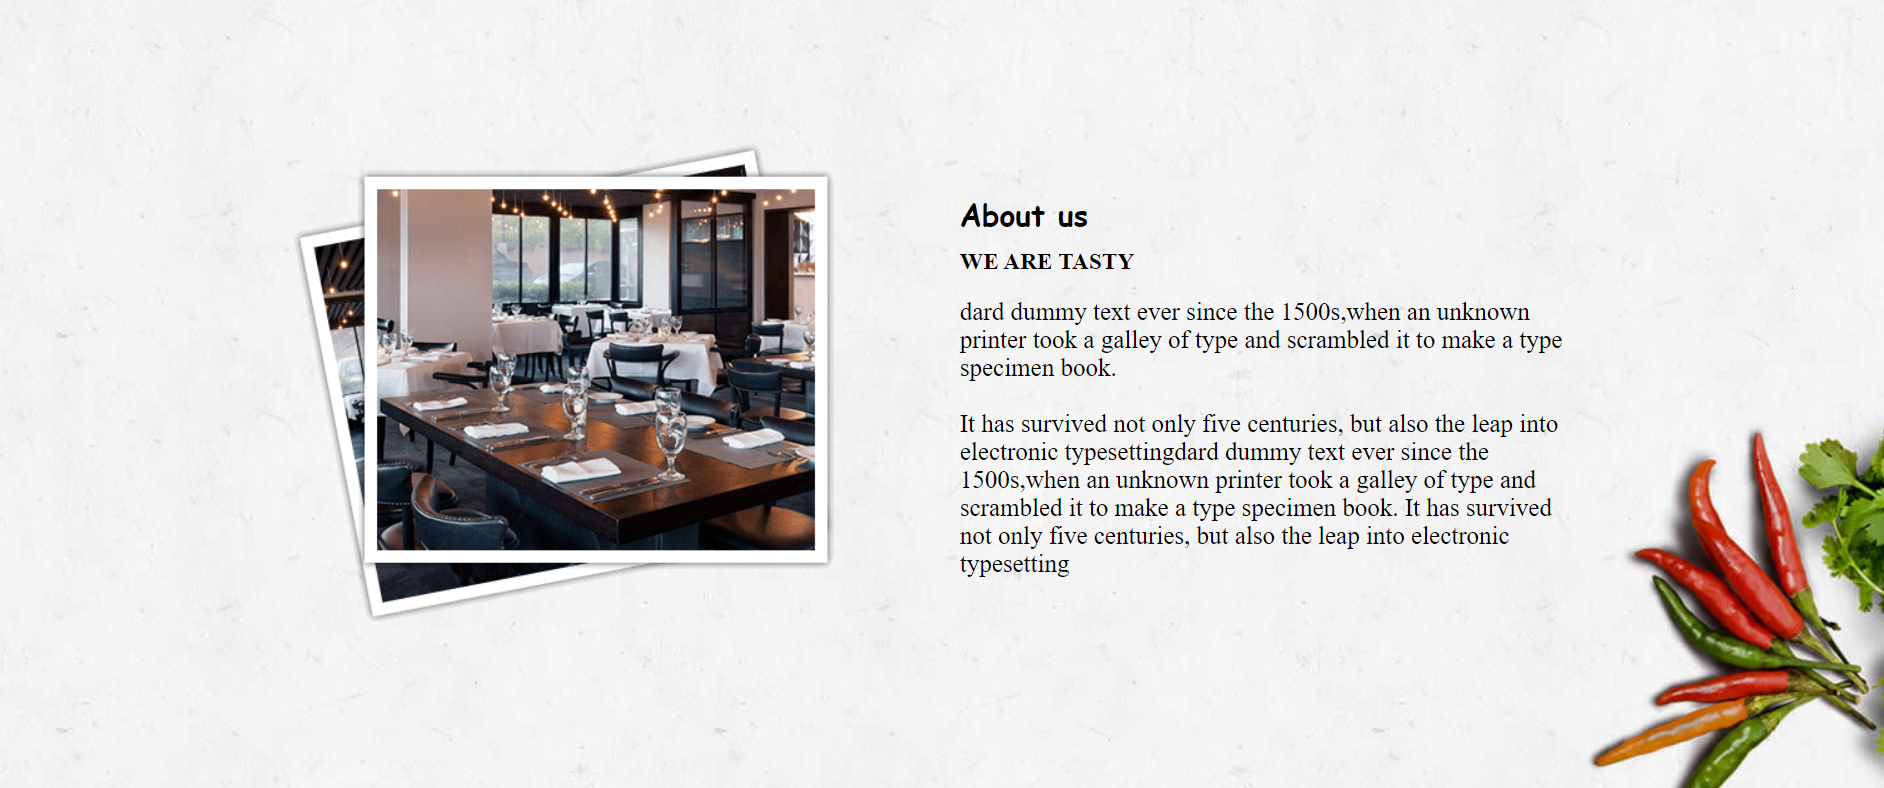 About us
WE ARE TASTY
dard dummy text ever since the 1500s,when an unknown
printer took a galley of type and scrambled it to make a type
specimen book.
It has survived not only five centuries, but also the leap into
electronic typesettingdard dummy text ever since the
1500s,when an unknown printer took a galley of type and
scrambled it to make a type specimen book. It has survived
not only five centuries, but also the leap into electronic
typesetting